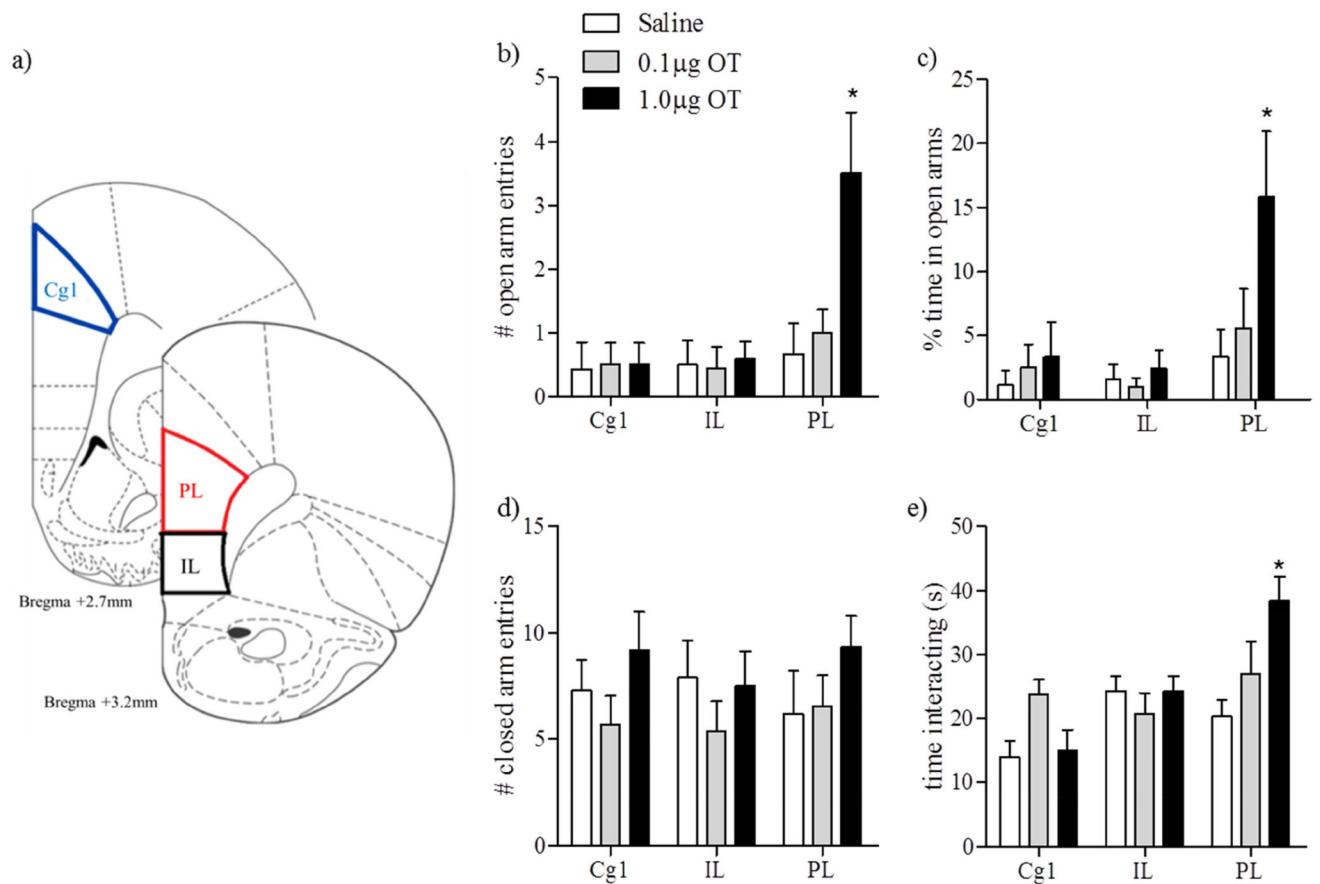 a)
Cg1
PL
IL
Bregma +2.7mm
Bregma +3.2mm
Saline
0.1µg OT
1.0µg OT
b)
# open arm entries
5
4
3
2
1
0
*
Cg1 IL PL
c)
% time in open arms
25
20
15
10
5
0
*
Cg1 IL PL
d)
# closed arm entries
15
10
5
0
Cg1 IL PL
e)
time interacting (s)
50
40
30
20
10
0
*
Cg1 IL PL